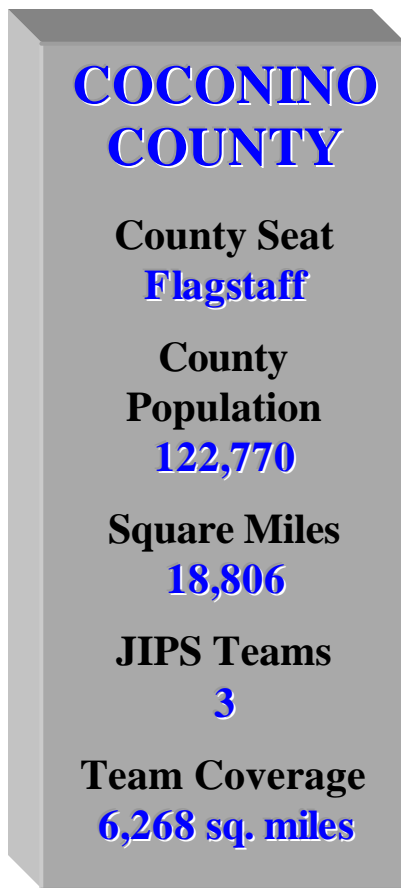 COCONINO
COUNTY
County Seat
Flagstaff
County
Population
122,770
Square Miles
18,806
JIPS Teams
3
Team Coverage
6,268 sq. miles